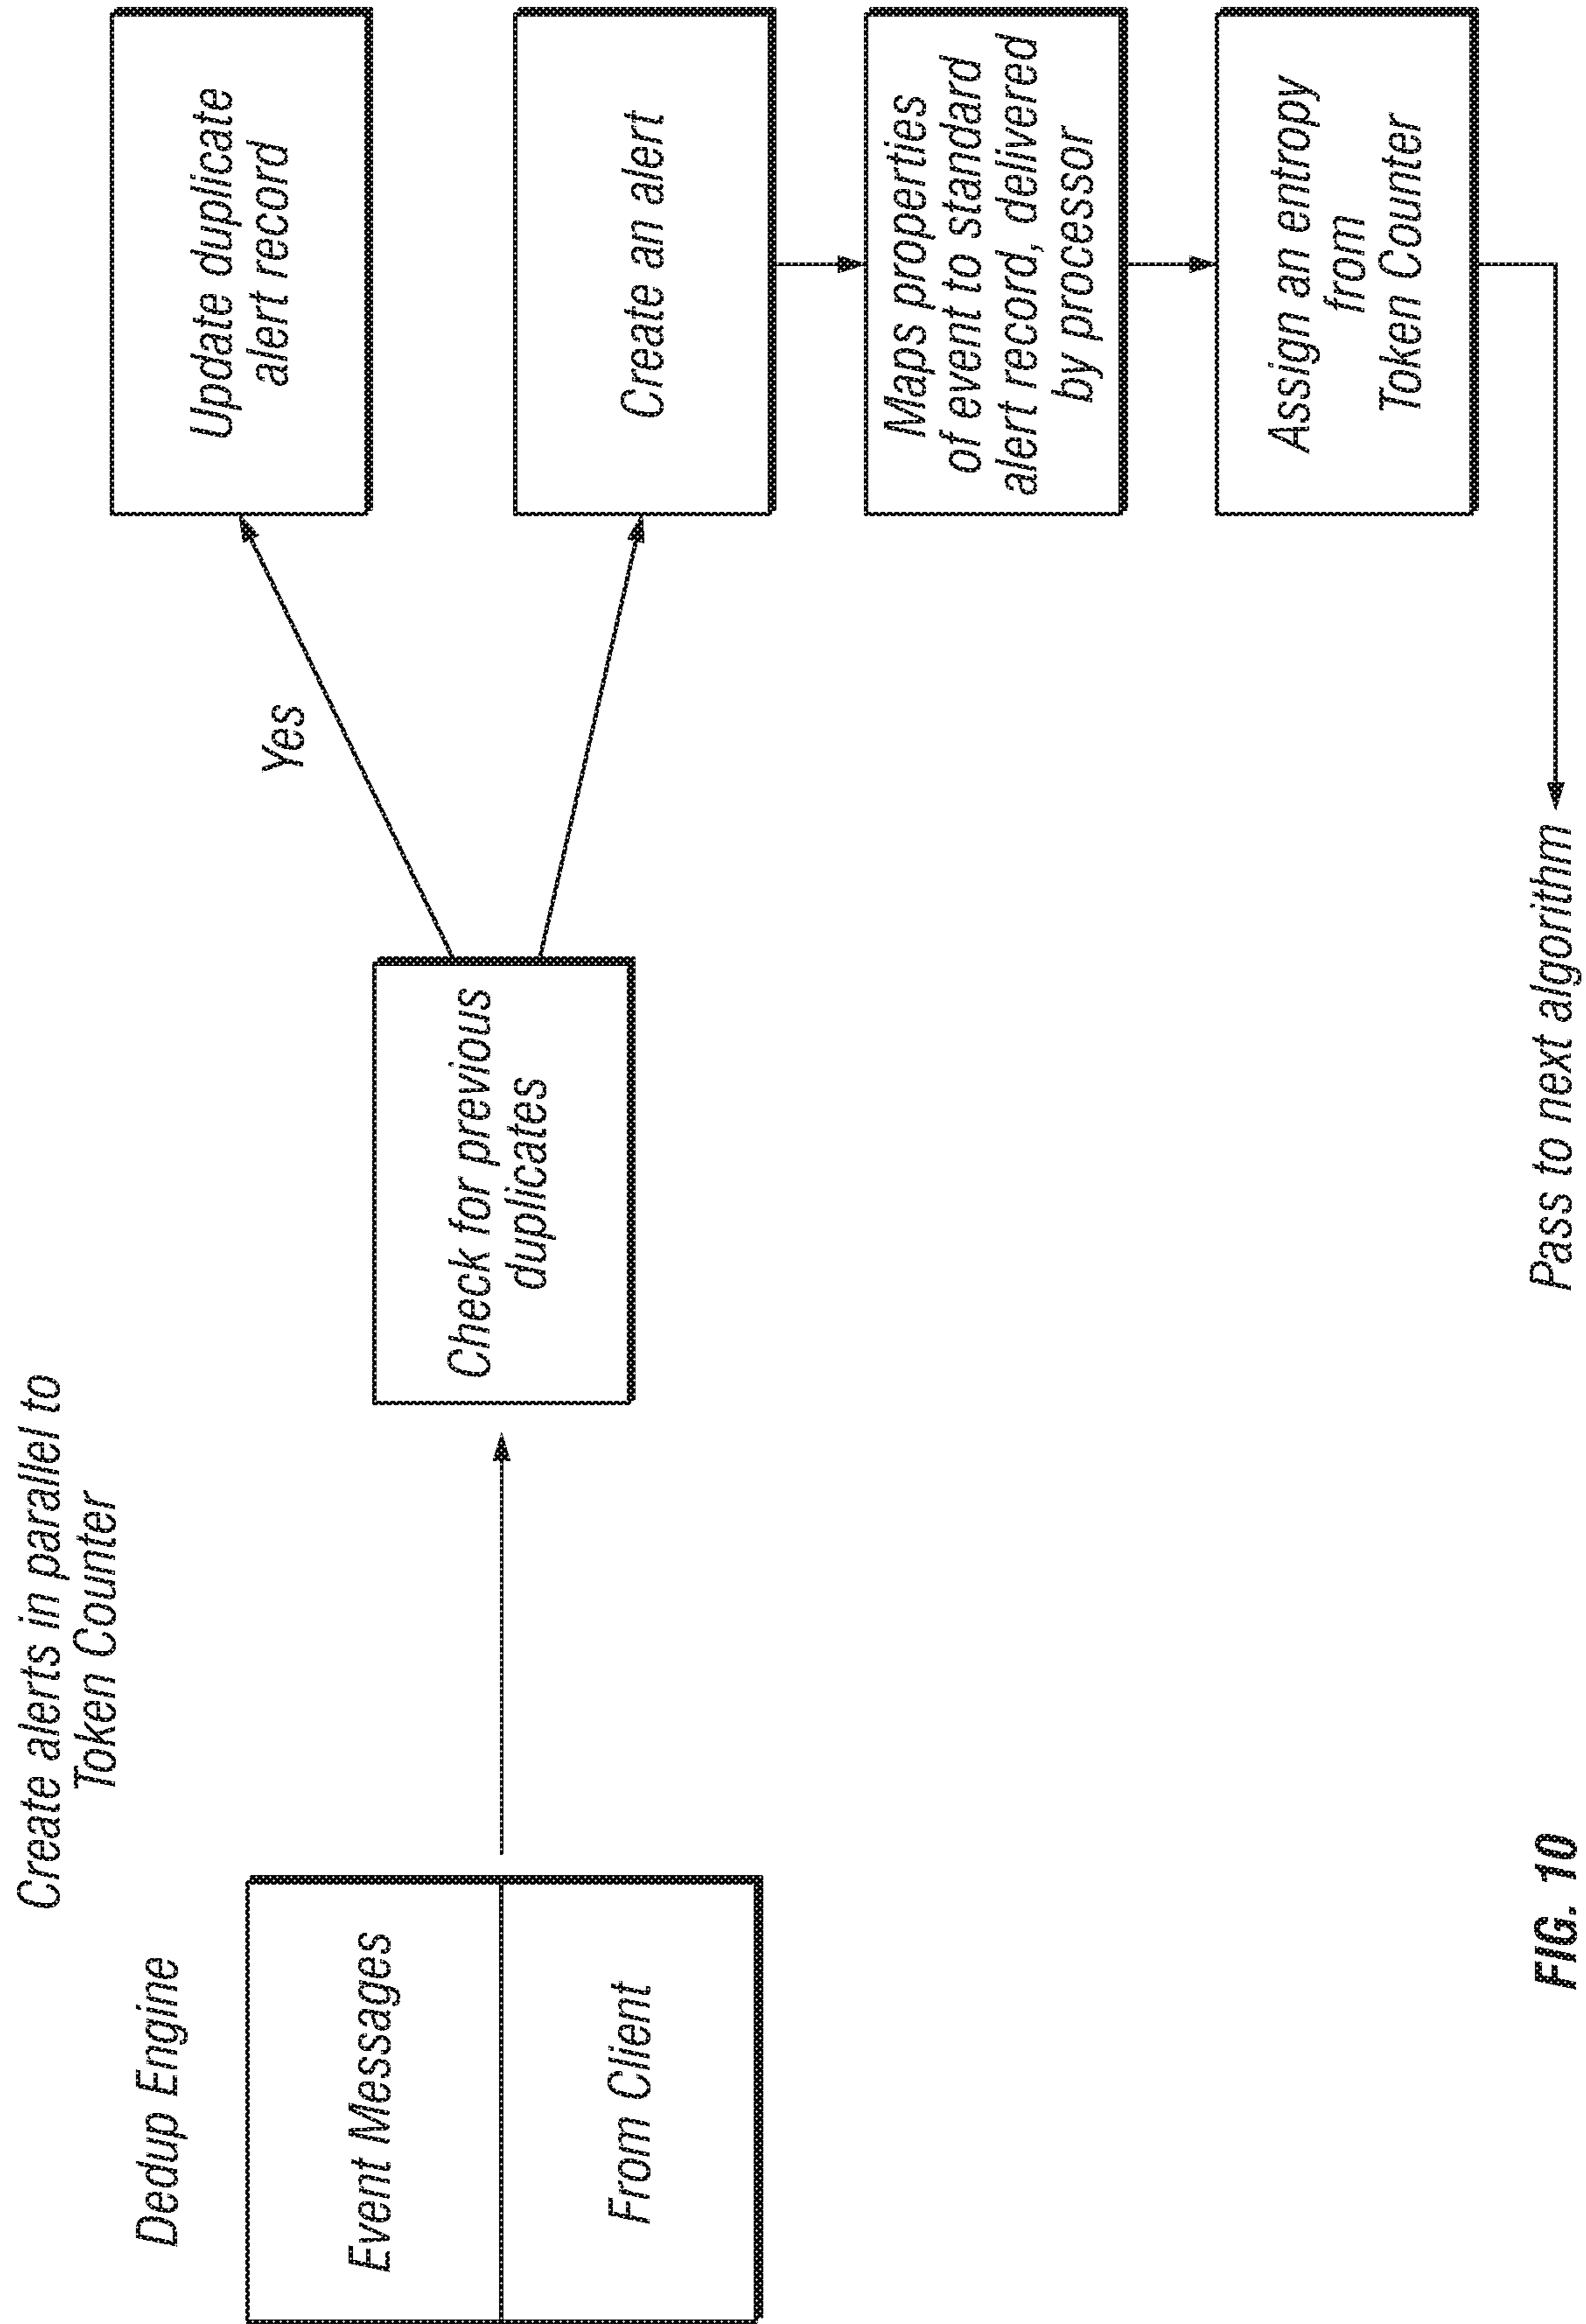 Create alerts in parallel to
Token Counter
Dedup Engine
Event Messages
From Client
Check for previous
duplicates
Yes
Update duplicate
alert record
Create an alert
Maps properties
of event to standard
alert record, delivered
by processor
Assign an entropy
from
Token Counter
Pass to next algorithm
FIG. 10